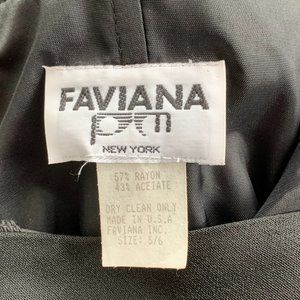 FAVIANA
pm
NEW YORK
57% RAYON
43% ACETATE
DRY CLEAN ONLY
MADE IN U.S.A
FAVIANA INC.
SIZE: 5/6